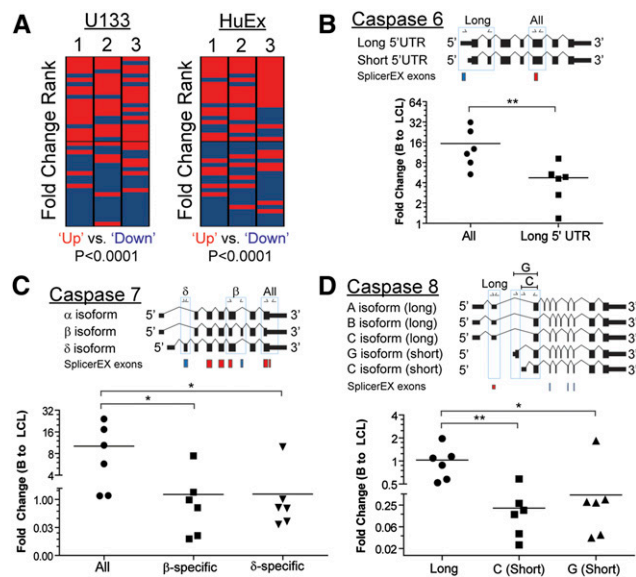 A
U133
HuEx
1 2 3
1 2 3
Fold Change Rank
Fold Change Rank
'Up' vs. 'Down'
P<0.0001
'Up' vs. 'Down'
P<0.0001
B
Caspase 6
Long
All
Long 5'UTR
5'
3'
Short 5'UTR
5'
3'
SplicerEX exons
Fold Change (B to LCL)
64
32
16
8
4
2
1
**
All
Long 5' UTR
C
Caspase 7
δ
β
All
α isoform
5'
3'
β isoform
5'
3'
δ isoform
5'
3'
SplicerEX exons
Fold Change (B to LCL)
32
16
8
4
1.00
0.03
0.00
*
*
All
β-specific
δ-specific
D
Caspase 8
G
Long
C
A isoform (long)
5'
3'
B isoform (long)
5'
3'
C isoform (long)
5'
3'
G isoform (short)
5'
3'
C isoform (short)
5'
3'
SplicerEX exons
Fold Change (B to LCL)
4
2
1
0.5
0.25
0.06
0.02
*
**
Long
C (Short)
G (Short)